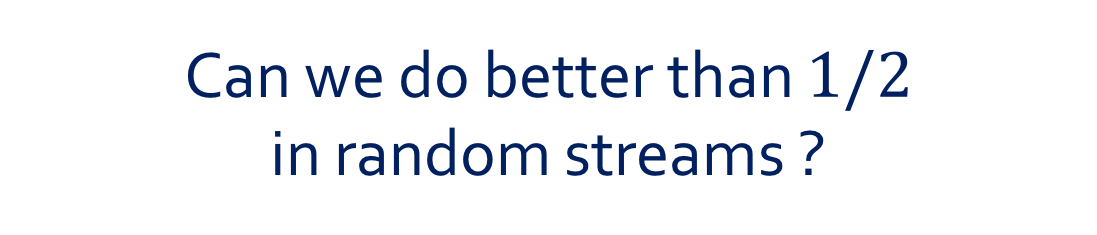 Can we do better than 1/2
in random streams ?